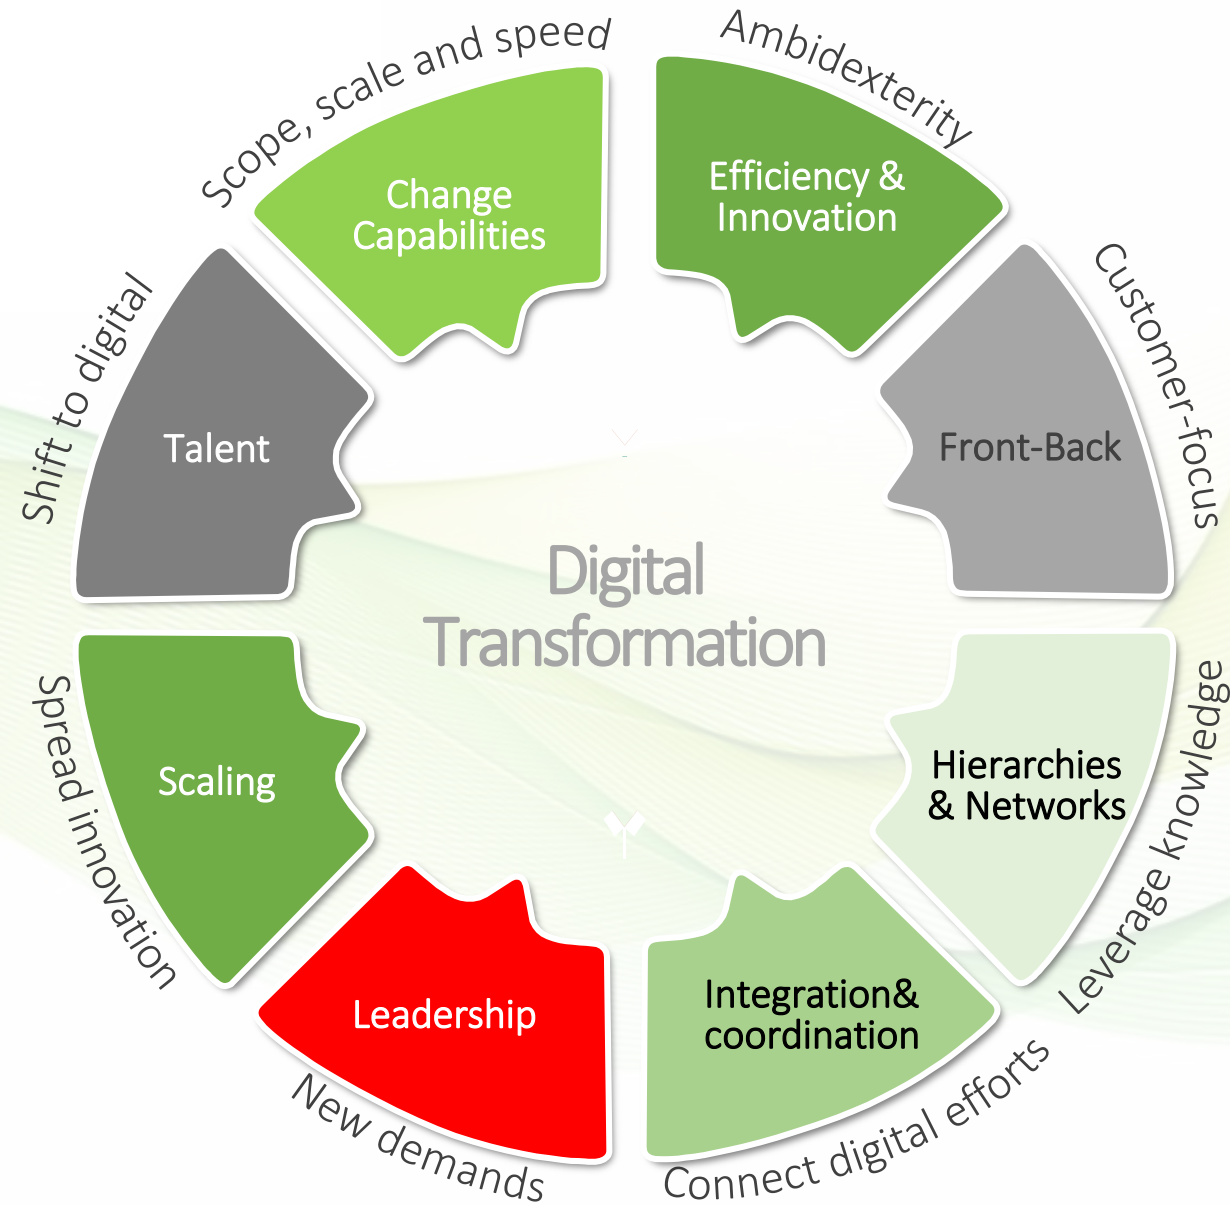 Scope, scale and speed
Ambidexterity
Change
Capabilities
Efficiency &
Innovation
Shift to digital
Talent
Front-Back
Customer-focus
Digital
Transformation
Spread innovation
Scaling
Hierarchies
& Networks
Leverage knowledge
Leadership
Integration&
coordination
New demands
Connect digital efforts